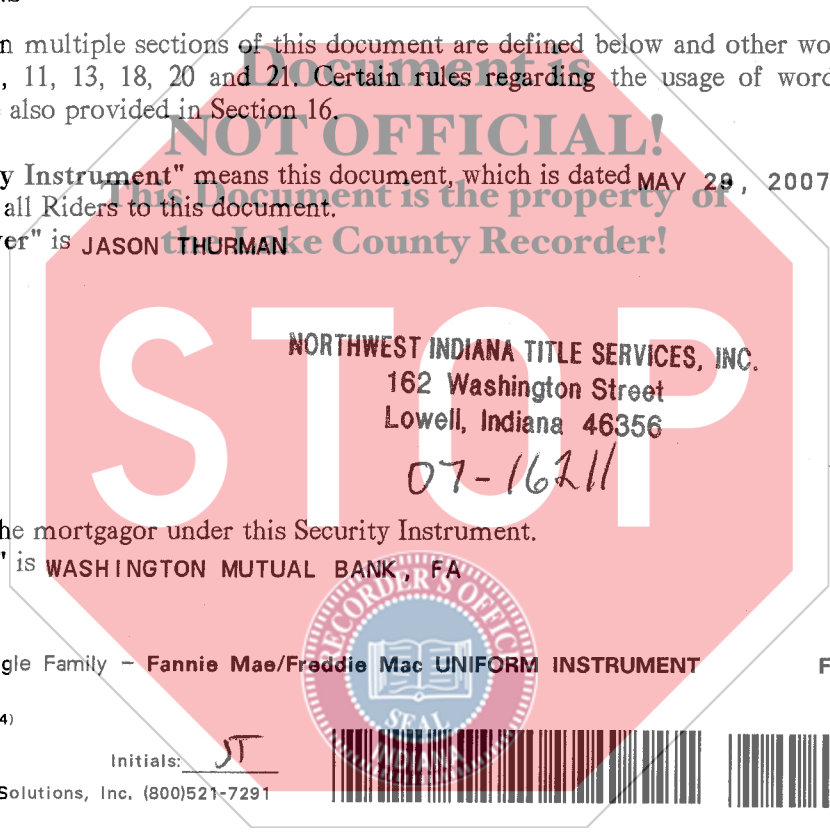 n multiple sections of this document are defined below and other wo
, 11, 13, 18, 20 and 21. Certain rules regarding the usage of word
also provided in Section 16.
Document is
NOT OFFICIAL!
This Document is the property of
the Lake County Recorder!
y Instrument" means this document, which is dated MAY 29, 2007
all Riders to this document.
er" is JASON THURMAN
STOP
NORTHWEST INDIANA TITLE SERVICES, INC.
162 Washington Street
Lowell, Indiana 46356
07-16211
he mortgagor under this Security Instrument.
" is WASHINGTON MUTUAL BANK, FA
RECORDER'S OFFICE
SEAL
INDIANA
gle Family - Fannie Mae/Freddie Mac UNIFORM INSTRUMENT F
4)
Initials: JT
Solutions, Inc. (800)521-7291